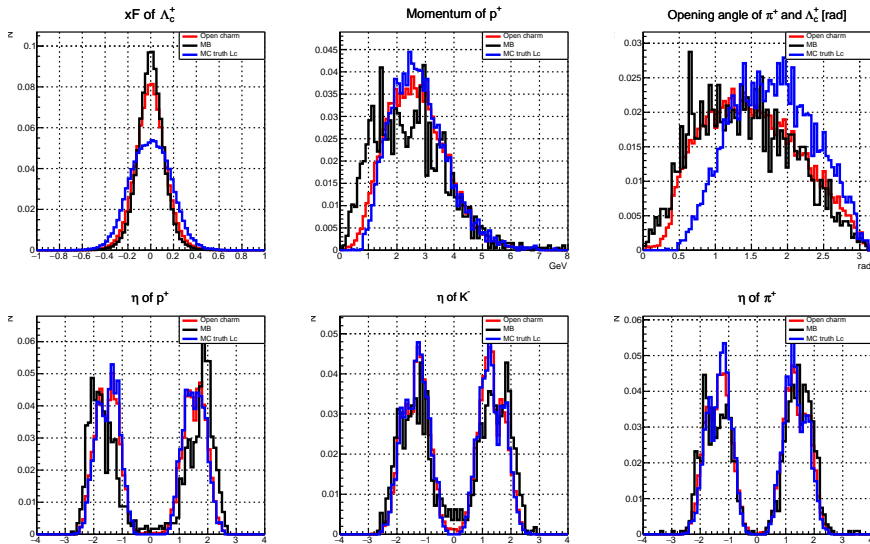 xF of Λc+
N
0.1
0.08
0.06
0.04
0.02
0
−1 −0.8 −0.6 −0.4 −0.2 0 0.2 0.4 0.6 0.8 1
Open charm
MB
MC truth Lc
Momentum of p+
0.045
0.04
0.035
0.03
0.025
0.02
0.015
0.01
0.005
0
0 1 2 3 4 5 6 7 8
GeV
Open charm
MB
MC truth Lc
Opening angle of π+ and Λc+ [rad]
0.03
0.025
0.02
0.015
0.01
0.005
0
0 0.5 1 1.5 2 2.5 3
rad
Open charm
MB
MC truth Lc
η of p+
N
0.06
0.05
0.04
0.03
0.02
0.01
0
−4 −3 −2 −1 0 1 2 3 4
Open charm
MB
MC truth Lc
η of K-
N
0.05
0.04
0.03
0.02
0.01
0
−4 −3 −2 −1 0 1 2 3 4
Open charm
MB
MC truth Lc
η of π+
N
0.06
0.05
0.04
0.03
0.02
0.01
0
−4 −3 −2 −1 0 1 2 3 4
Open charm
MB
MC truth Lc